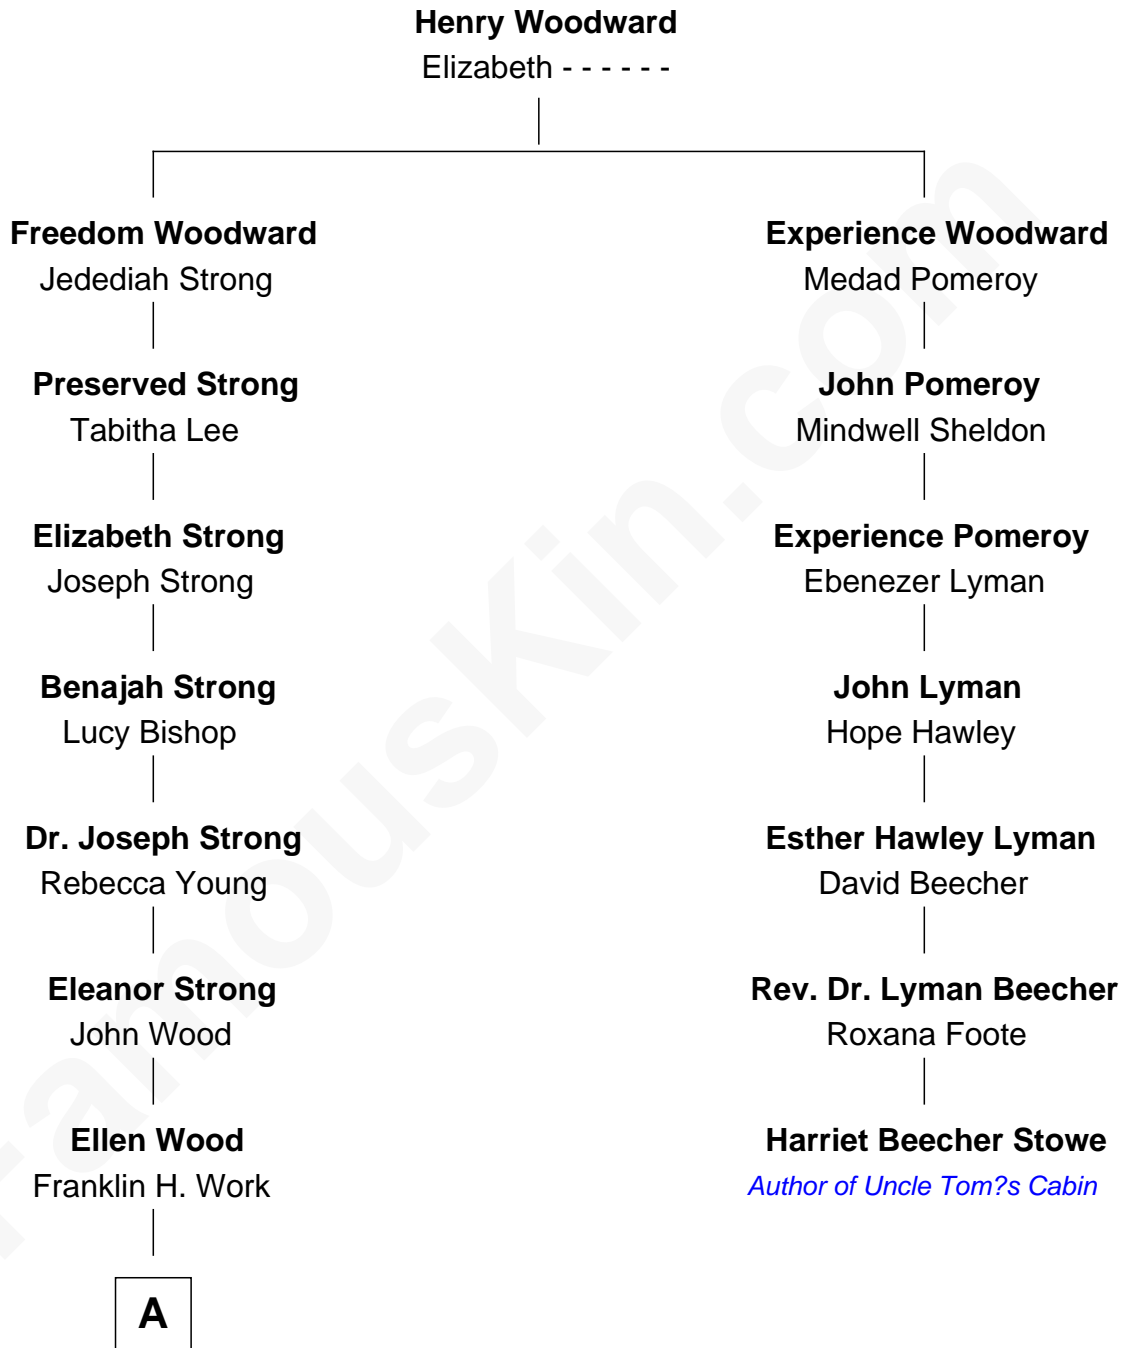 Henry Woodward
Elizabeth - - - - - -
Freedom Woodward
Jedediah Strong
Experience Woodward
Medad Pomeroy
Preserved Strong
Tabitha Lee
John Pomeroy
Mindwell Sheldon
Elizabeth Strong
Joseph Strong
Experience Pomeroy
Ebenezer Lyman
Benajah Strong
Lucy Bishop
John Lyman
Hope Hawley
Dr. Joseph Strong
Rebecca Young
Esther Hawley Lyman
David Beecher
Eleanor Strong
John Wood
Rev. Dr. Lyman Beecher
Roxana Foote
Ellen Wood
Franklin H. Work
Harriet Beecher Stowe
Author of Uncle Tom?s Cabin
A
FamousKin.com